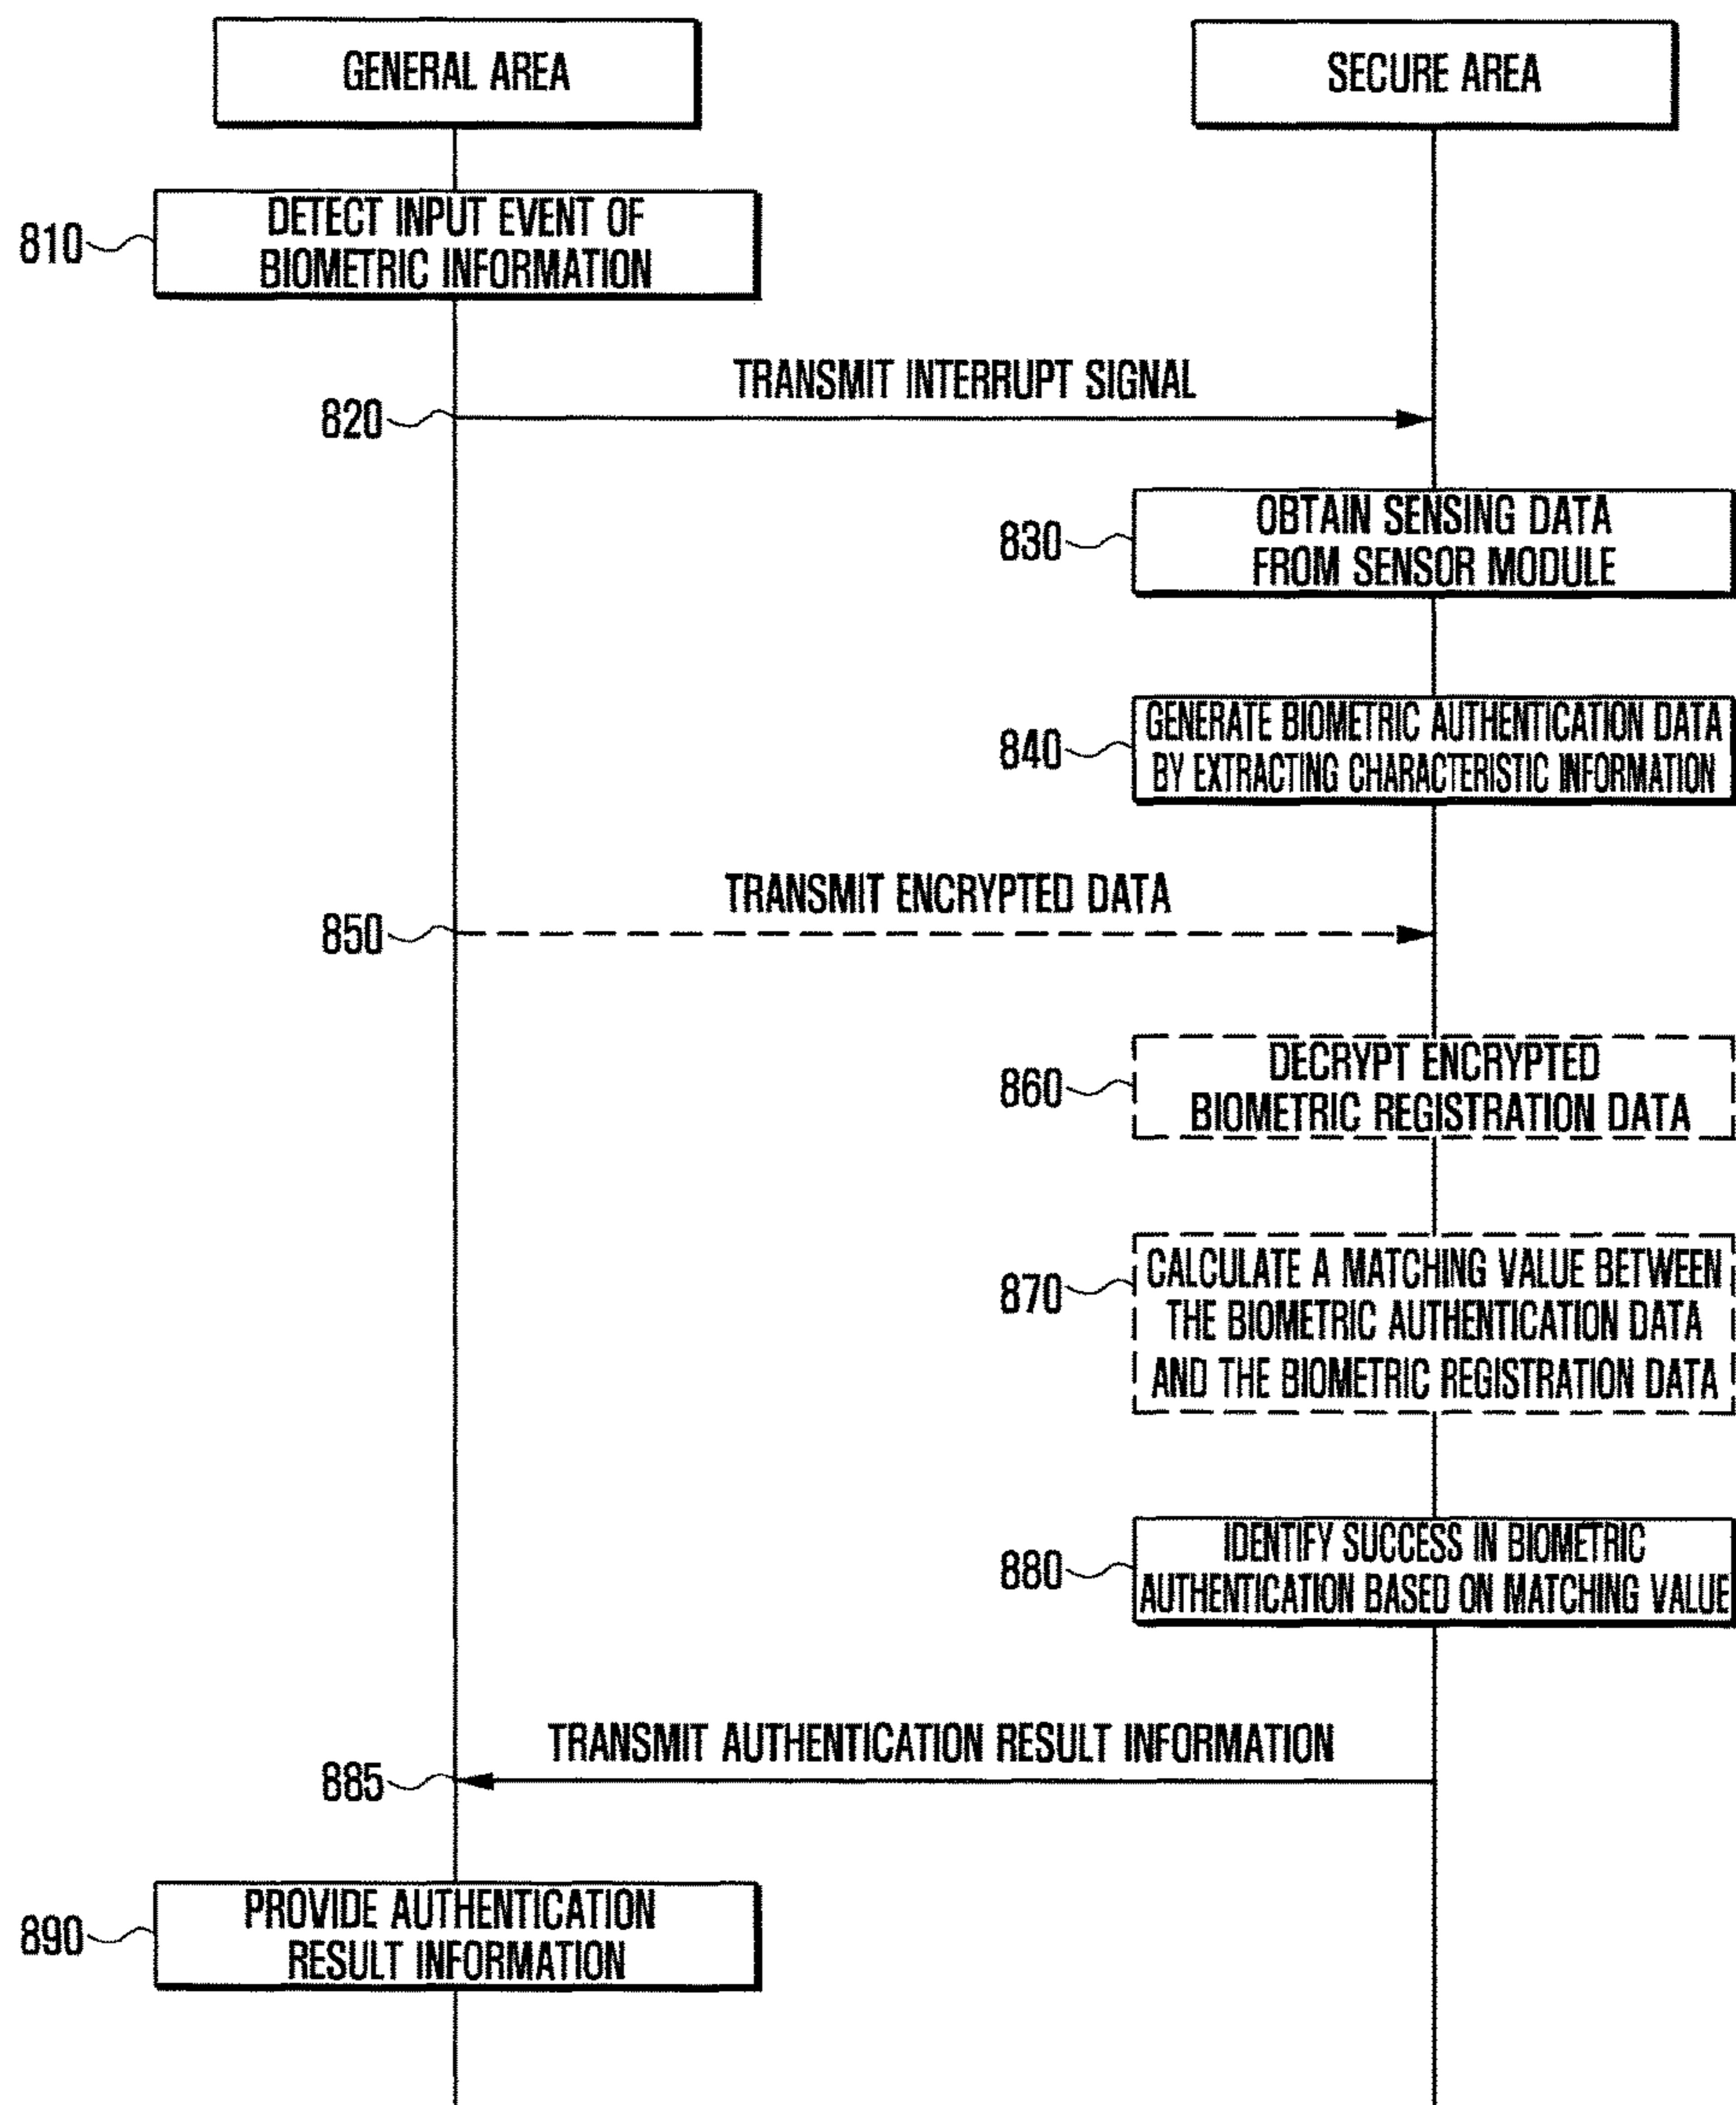 GENERAL AREA
SECURE AREA
810
DETECT INPUT EVENT OF
BIOMETRIC INFORMATION
TRANSMIT INTERRUPT SIGNAL
820
830
OBTAIN SENSING DATA
FROM SENSOR MODULE
840
GENERATE BIOMETRIC AUTHENTICATION DATA
BY EXTRACTING CHARACTERISTIC INFORMATION
TRANSMIT ENCRYPTED DATA
850
860
DECRYPT ENCRYPTED
BIOMETRIC REGISTRATION DATA
870
CALCULATE A MATCHING VALUE BETWEEN
THE BIOMETRIC AUTHENTICATION DATA
AND THE BIOMETRIC REGISTRATION DATA
880
IDENTIFY SUCCESS IN BIOMETRIC
AUTHENTICATION BASED ON MATCHING VALUE
TRANSMIT AUTHENTICATION RESULT INFORMATION
885
890
PROVIDE AUTHENTICATION
RESULT INFORMATION